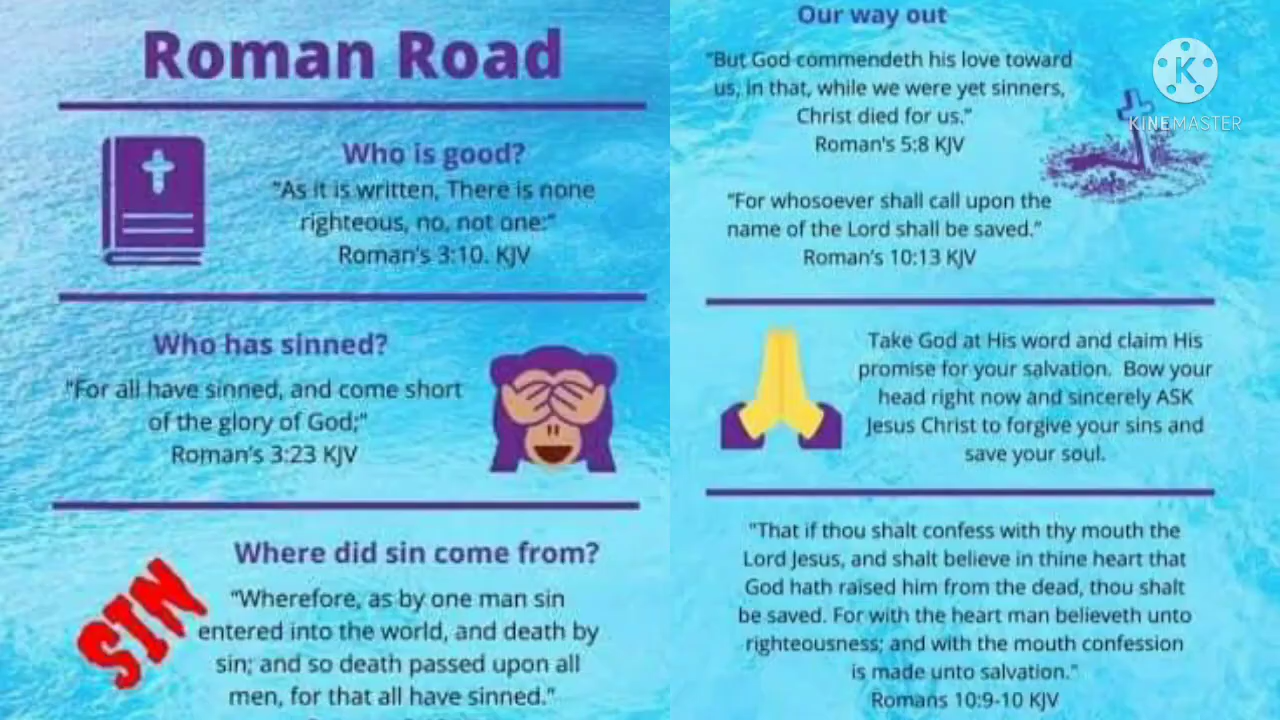 Roman Road
Who is good?
"As it is written, There is none
righteous, no, not one:"
Roman's 3:10. KJV
Who has sinned?
"For all have sinned, and come short
of the glory of God;"
Roman's 3:23 KJV
SIN
Where did sin come from?
"Wherefore, as by one man sin
entered into the world, and death by
sin; and so death passed upon all
men, for that all have sinned."
Our way out
"But God commendeth his love toward
us, in that, while we were yet sinners,
Christ died for us."
Roman's 5:8 KJV
"For whosoever shall call upon the
name of the Lord shall be saved."
Roman's 10:13 KJV
K
KINEMASTER
Take God at His word and claim His
promise for your salvation. Bow your
head right now and sincerely ASK
Jesus Christ to forgive your sins and
save your soul.
"That if thou shalt confess with thy mouth the
Lord Jesus, and shalt believe in thine heart that
God hath raised him from the dead, thou shalt
be saved. For with the heart man believeth unto
righteousness; and with the mouth confession
is made unto salvation."
Romans 10:9-10 KJV